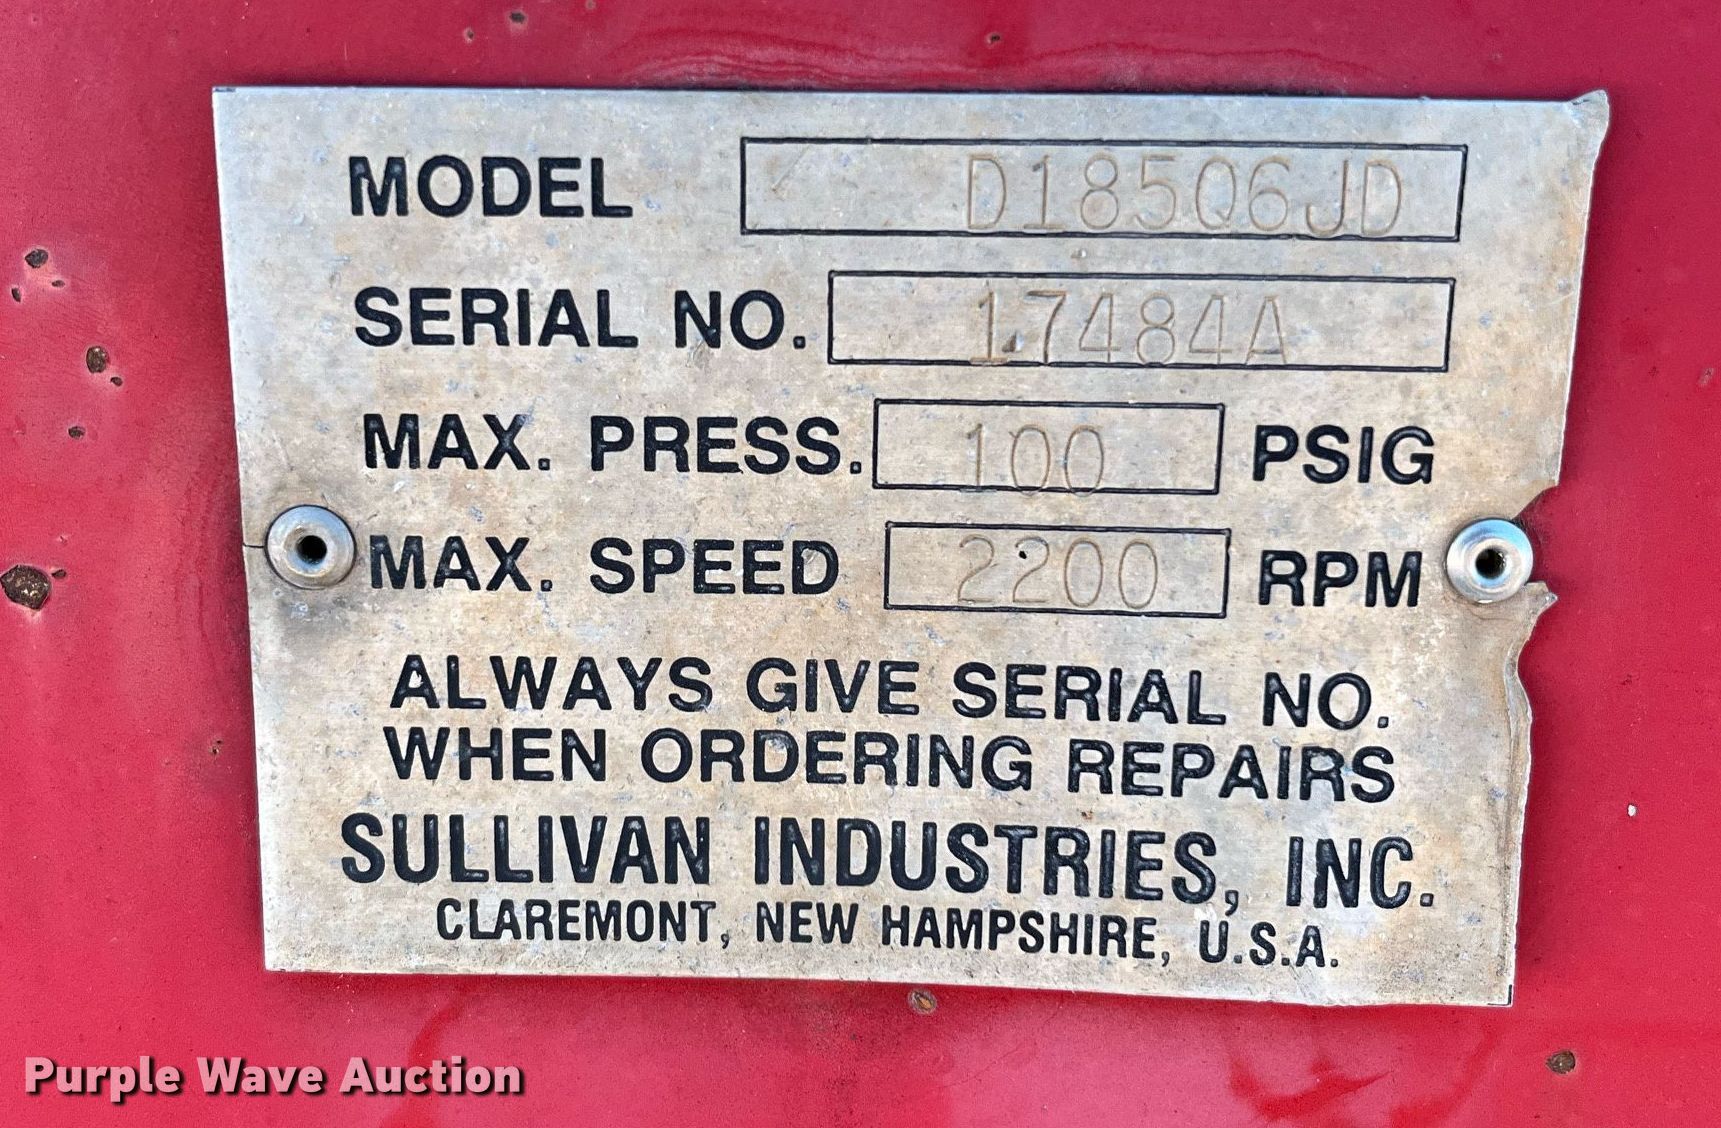 MODEL D185Q6JD
SERIAL NO. 17484A
MAX. PRESS. 100 PSIG
MAX. SPEED 2200 RPM
ALWAYS GIVE SERIAL NO.
WHEN ORDERING REPAIRS
SULLIVAN INDUSTRIES, INC.
CLAREMONT, NEW HAMPSHIRE, U.S.A.
Purple Wave Auction